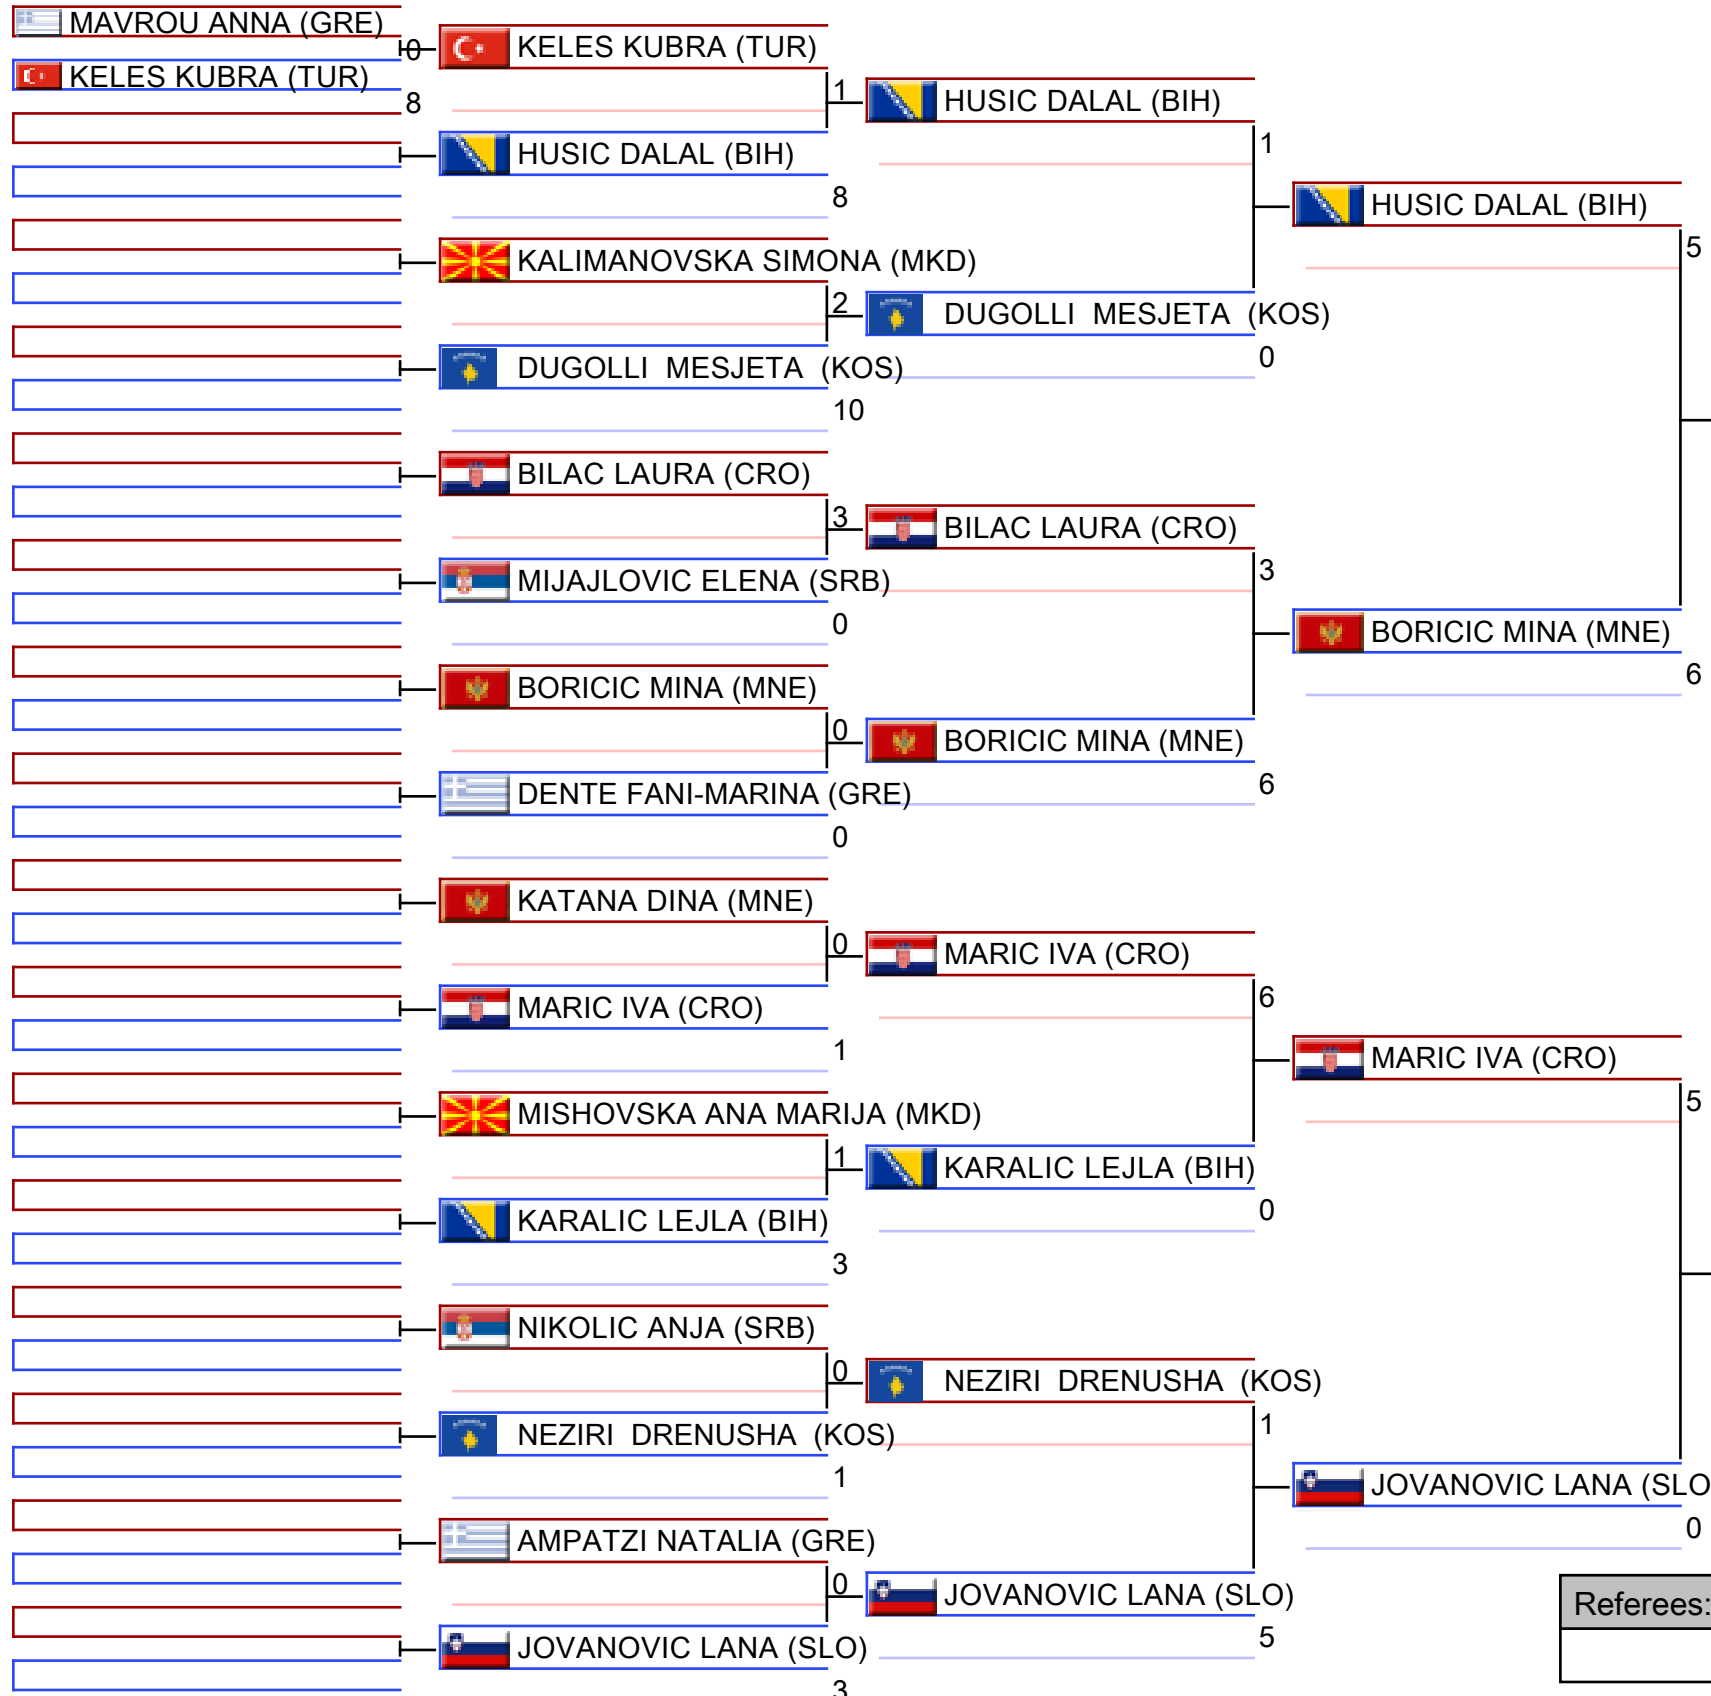 MAVROU ANNA (GRE)
0
KELES KUBRA (TUR)
8
KELES KUBRA (TUR)
1
HUSIC DALAL (BIH)
8
KALIMANOVSKA SIMONA (MKD)
2
DUGOLLI MESJETA (KOS)
10
BILAC LAURA (CRO)
3
MIJAJLOVIC ELENA (SRB)
0
BORICIC MINA (MNE)
0
DENTE FANI-MARINA (GRE)
0
KATANA DINA (MNE)
0
MARIC IVA (CRO)
1
MISHOVSKA ANA MARIJA (MKD)
1
KARALIC LEJLA (BIH)
3
NIKOLIC ANJA (SRB)
0
NEZIRI DRENUSHA (KOS)
1
AMPATZI NATALIA (GRE)
0
JOVANOVIC LANA (SLO)
3
HUSIC DALAL (BIH)
1
DUGOLLI MESJETA (KOS)
0
BILAC LAURA (CRO)
3
BORICIC MINA (MNE)
6
MARIC IVA (CRO)
6
KARALIC LEJLA (BIH)
0
NEZIRI DRENUSHA (KOS)
1
JOVANOVIC LANA (SLO)
5
HUSIC DALAL (BIH)
5
BORICIC MINA (MNE)
6
MARIC IVA (CRO)
5
JOVANOVIC LANA (SLO
0
Referees: